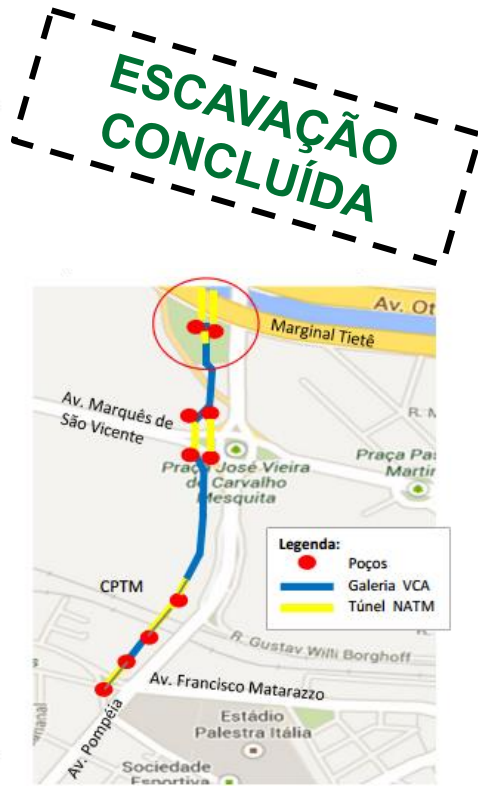 ESCAVAÇÃO
CONCLUÍDA
Av. Ot
Marginal Tietê
Av. Marquês de
São Vicente
R. M
Praça Pas
Martir
Praça José Vieira
de Carvalho
Mesquita
Legenda:
Poços
Galeria VCA
Túnel NATM
CPTM
R. Gustav Willi Borghoff
R.
Av. Francisco Matarazzo
Estádio
Palestra Itália
Av. Pompéia
Sociedade
Esportiva